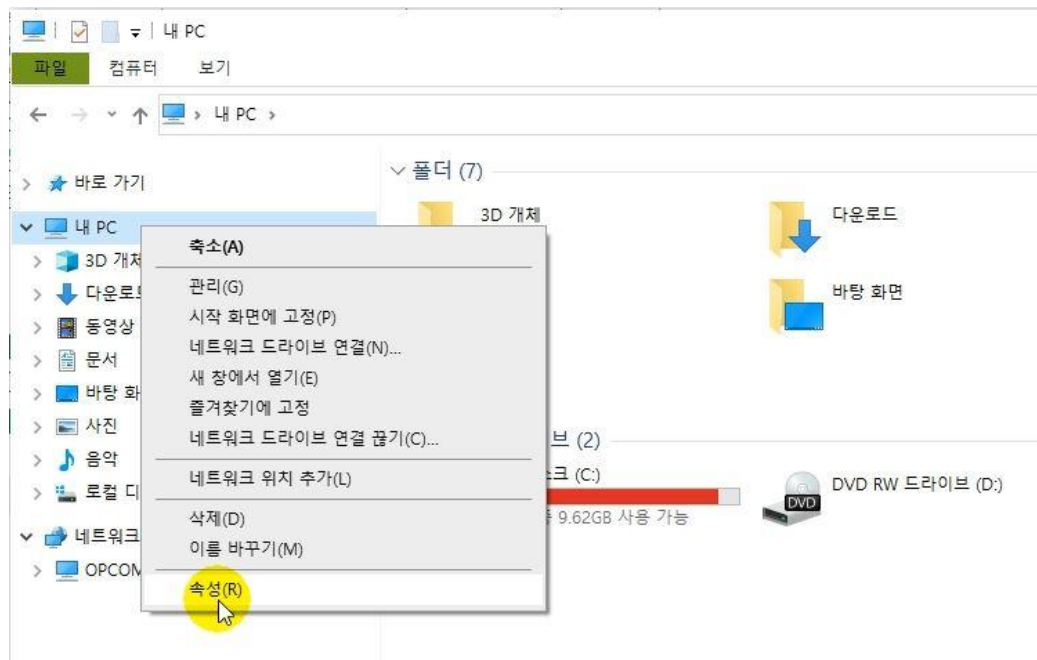 내 PC
파일 컴퓨터 보기
내 PC
바로 가기
내 PC
3D 개체
다운로드
동영상
문서
바탕 화
사진
음악
로컬 디
네트워크
OPCOM
축소(A)
관리(G)
시작 화면에 고정(P)
네트워크 드라이브 연결(N)...
새 창에서 열기(E)
즐겨찾기에 고정
네트워크 드라이브 연결 끊기(C)...
네트워크 위치 추가(L)
삭제(D)
이름 바꾸기(M)
속성(R)
폴더 (7)
3D 개체
다운로드
바탕 화면
브 (2)
스크 (C:)
9.62GB 사용 가능
DVD RW 드라이브 (D:)
DVD